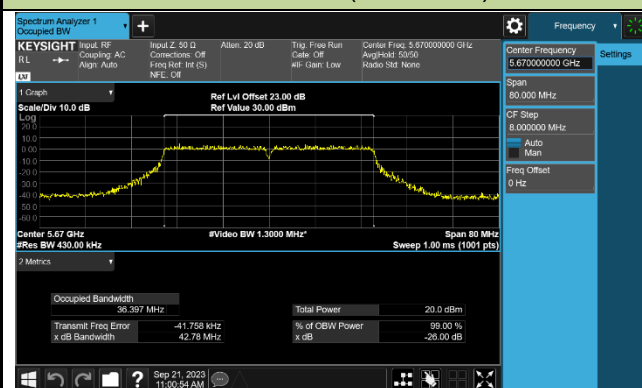 Spectrum Analyzer 1
Occupied BW
Frequency
KEYSIGHT
RL
LXI
Input: RF
Coupling: AC
Align: Auto
Input Z: 50 Ω
Corrections: Off
Freq Ref: Int (S)
NFE: Off
Atten: 20 dB
Trig: Free Run
Gate: Off
#IF Gain: Low
Center Freq: 5.670000000 GHz
Avg|Hold: 50/50
Radio Std: None
Center Frequency
5.670000000 GHz
Settings
Span
80.000 MHz
CF Step
8.000000 MHz
Auto
Man
Freq Offset
0 Hz
1 Graph
Scale/Div 10.0 dB
Ref Lvl Offset 23.00 dB
Ref Value 30.00 dBm
Log
20.0
10.0
0.00
-10.0
-20.0
-30.0
-40.0
-50.0
-60.0
Center 5.67 GHz
#Res BW 430.00 kHz
#Video BW 1.3000 MHz*
Span 80 MHz
Sweep 1.00 ms (1001 pts)
2 Metrics
Occupied Bandwidth
36.397 MHz
Total Power 20.0 dBm
Transmit Freq Error -41.758 kHz
x dB Bandwidth 42.78 MHz
% of OBW Power 99.00 %
x dB -26.00 dB
?
Sep 21, 2023
11:00:54 AM